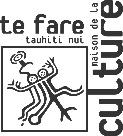 te fare
tauhiti nui
maison de la
culture